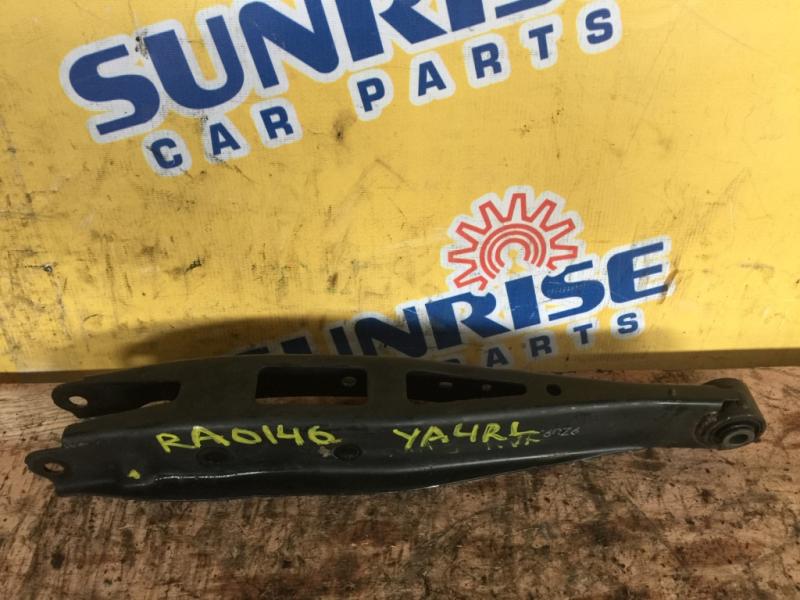 SUNRISE
CAR PARTS
SUNRISE
PARTS
RA0146 YA4RL